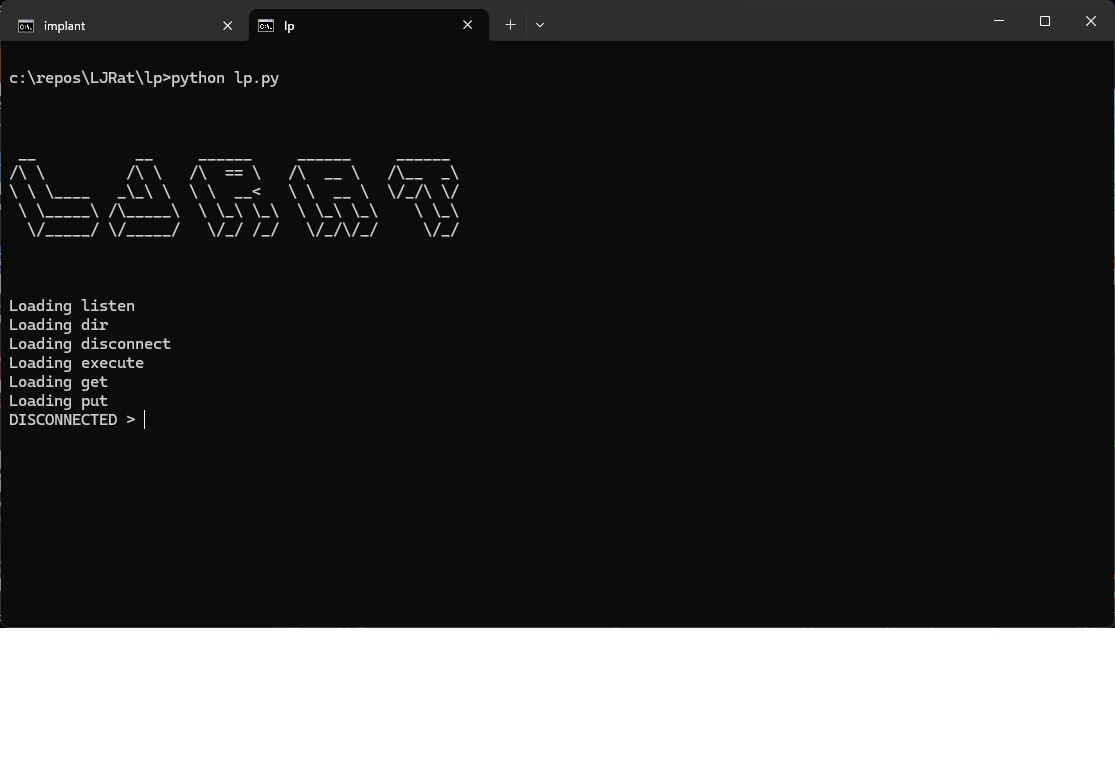 implant
lp
c:\repos\LJRat\lp>python lp.py
 __           __     ______     ______     ______
/\ \         /\ \   /\  == \   /\  __ \   /\__  _\
\ \ \____   _\_\ \  \ \  __<   \ \  __ \  \/_/\ \/
 \ \_____\ /\_____\  \ \_\ \_\  \ \_\ \_\    \ \_\
  \/_____/ \/_____/   \/_/ /_/   \/_/\/_/     \/_/
Loading listen
Loading dir
Loading disconnect
Loading execute
Loading get
Loading put
DISCONNECTED >